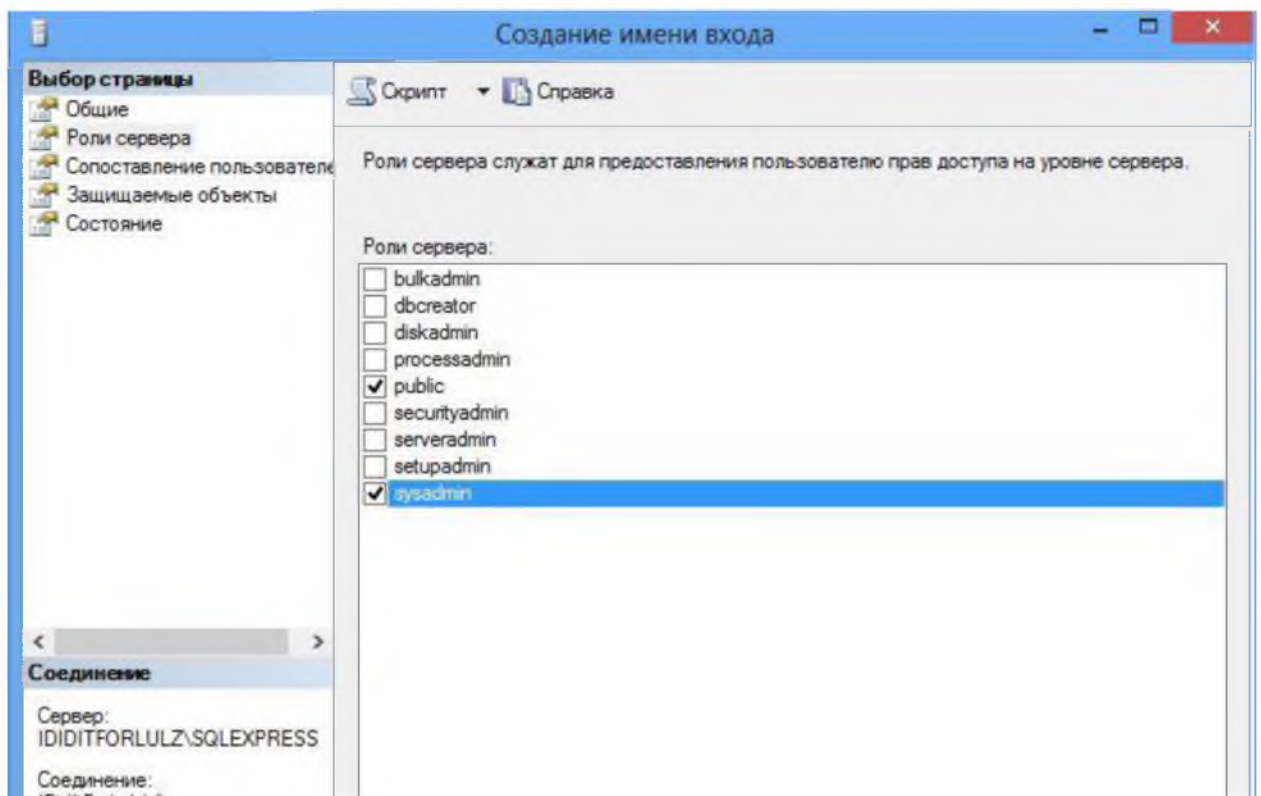 Создание имени входа
Выбор страницы
Общие
Роли сервера
Сопоставление пользователе
Защищаемые объекты
Состояние
Скрипт
Справка
Роли сервера служат для предоставления пользователю прав доступа на уровне сервера.
Роли сервера:
bulkadmin
dbcreator
diskadmin
processadmin
public
securityadmin
serveradmin
setupadmin
sysadmin
Соединение
Сервер:
IDIDITFORLULZ\SQLEXPRESS
Соединение: